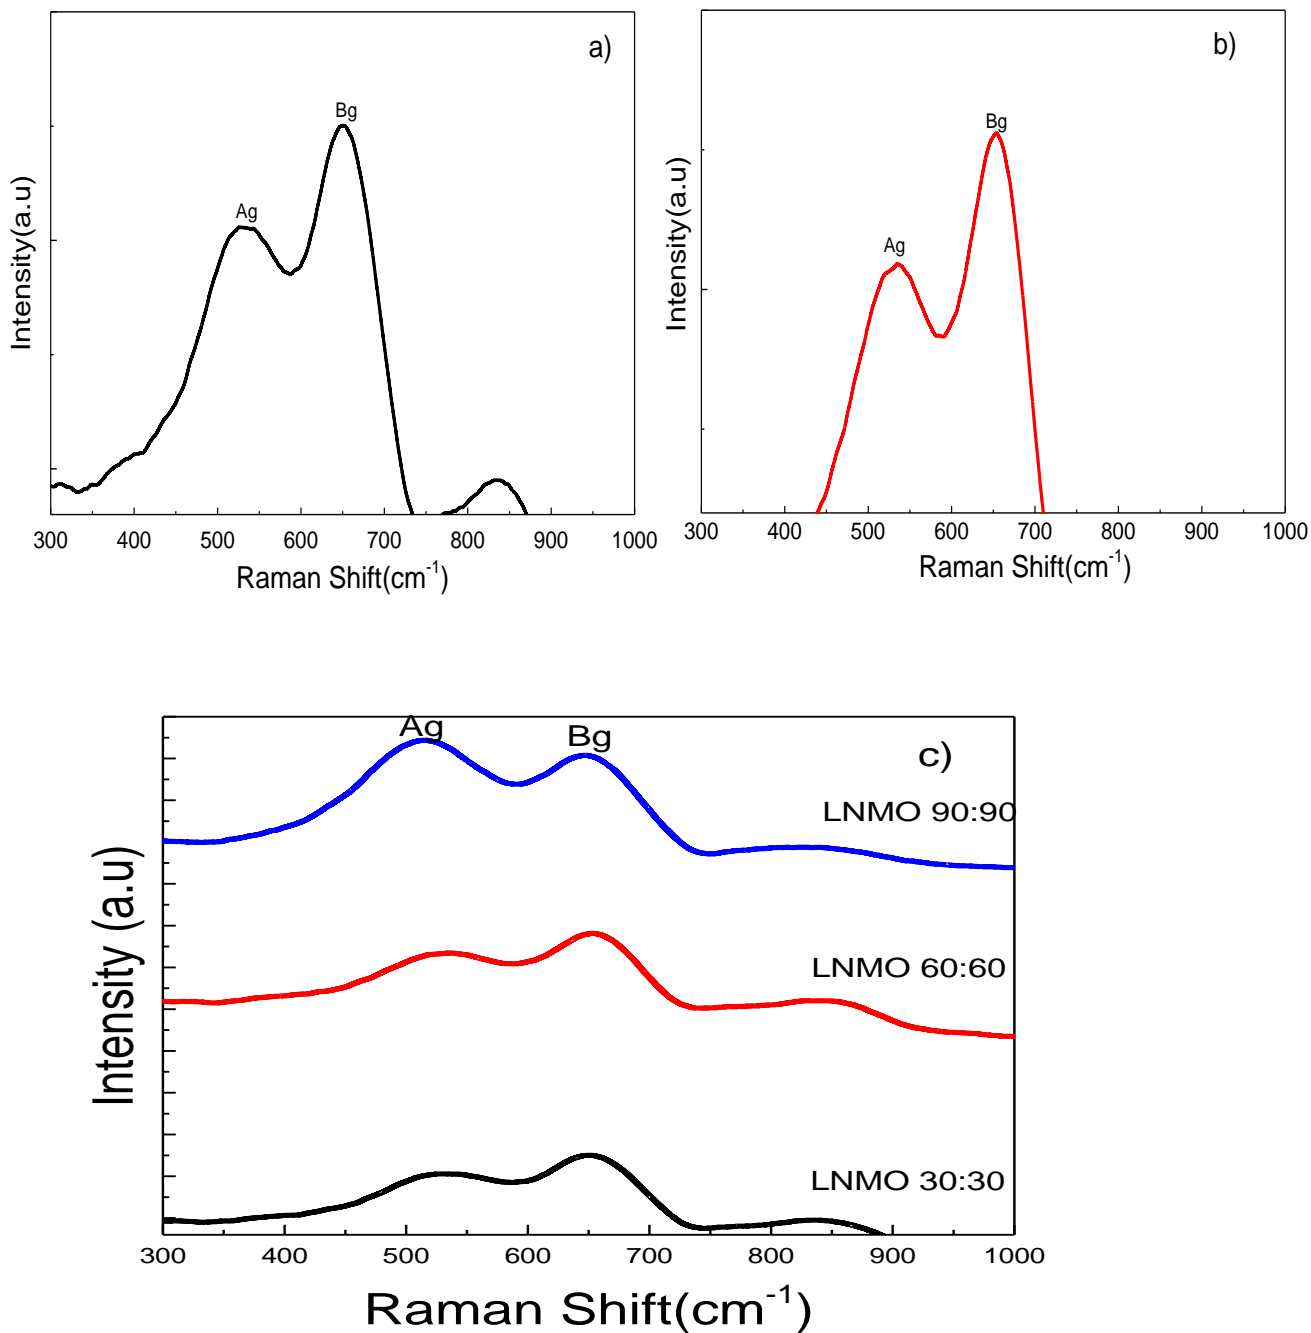 a)
Bg
Ag
Intensity(a.u)
300 400 500 600 700 800 900 1000
Raman Shift(cm⁻¹)
b)
Bg
Ag
Intensity(a.u)
300 400 500 600 700 800 900 1000
Raman Shift(cm⁻¹)
Ag
Bg
c)
LNMO 90:90
LNMO 60:60
LNMO 30:30
Intensity (a.u)
300 400 500 600 700 800 900 1000
Raman Shift(cm⁻¹)